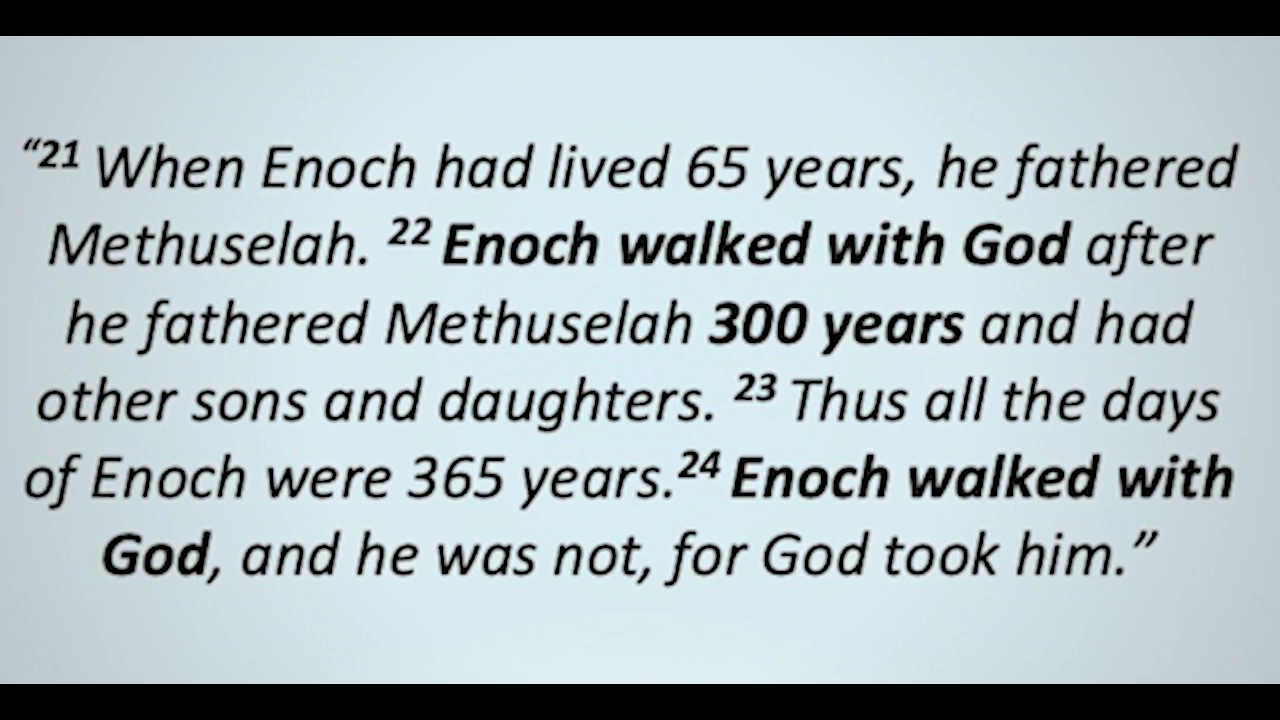 “21 When Enoch had lived 65 years, he fathered
Methuselah. 22 Enoch walked with God after
he fathered Methuselah 300 years and had
other sons and daughters. 23 Thus all the days
of Enoch were 365 years.24 Enoch walked with
God, and he was not, for God took him.”